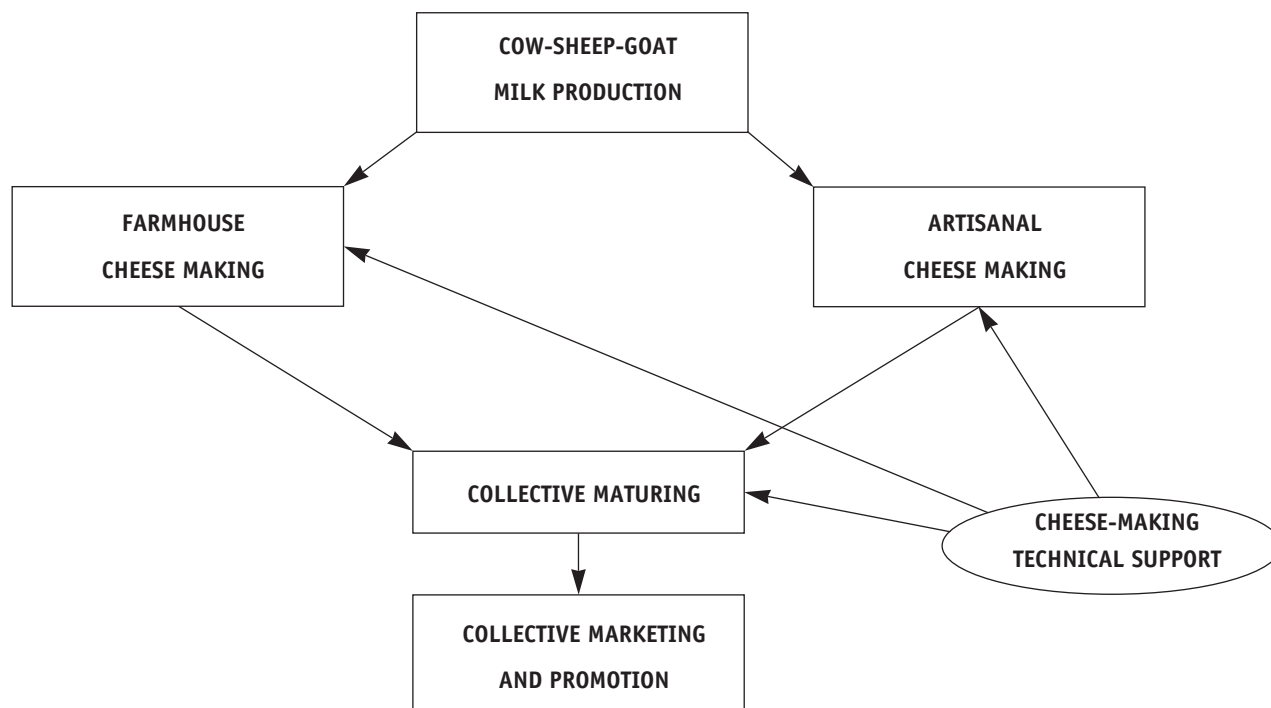 COW-SHEEP-GOAT
MILK PRODUCTION
FARMHOUSE
CHEESE MAKING
ARTISANAL
CHEESE MAKING
COLLECTIVE MATURING
CHEESE-MAKING
TECHNICAL SUPPORT
COLLECTIVE MARKETING
AND PROMOTION